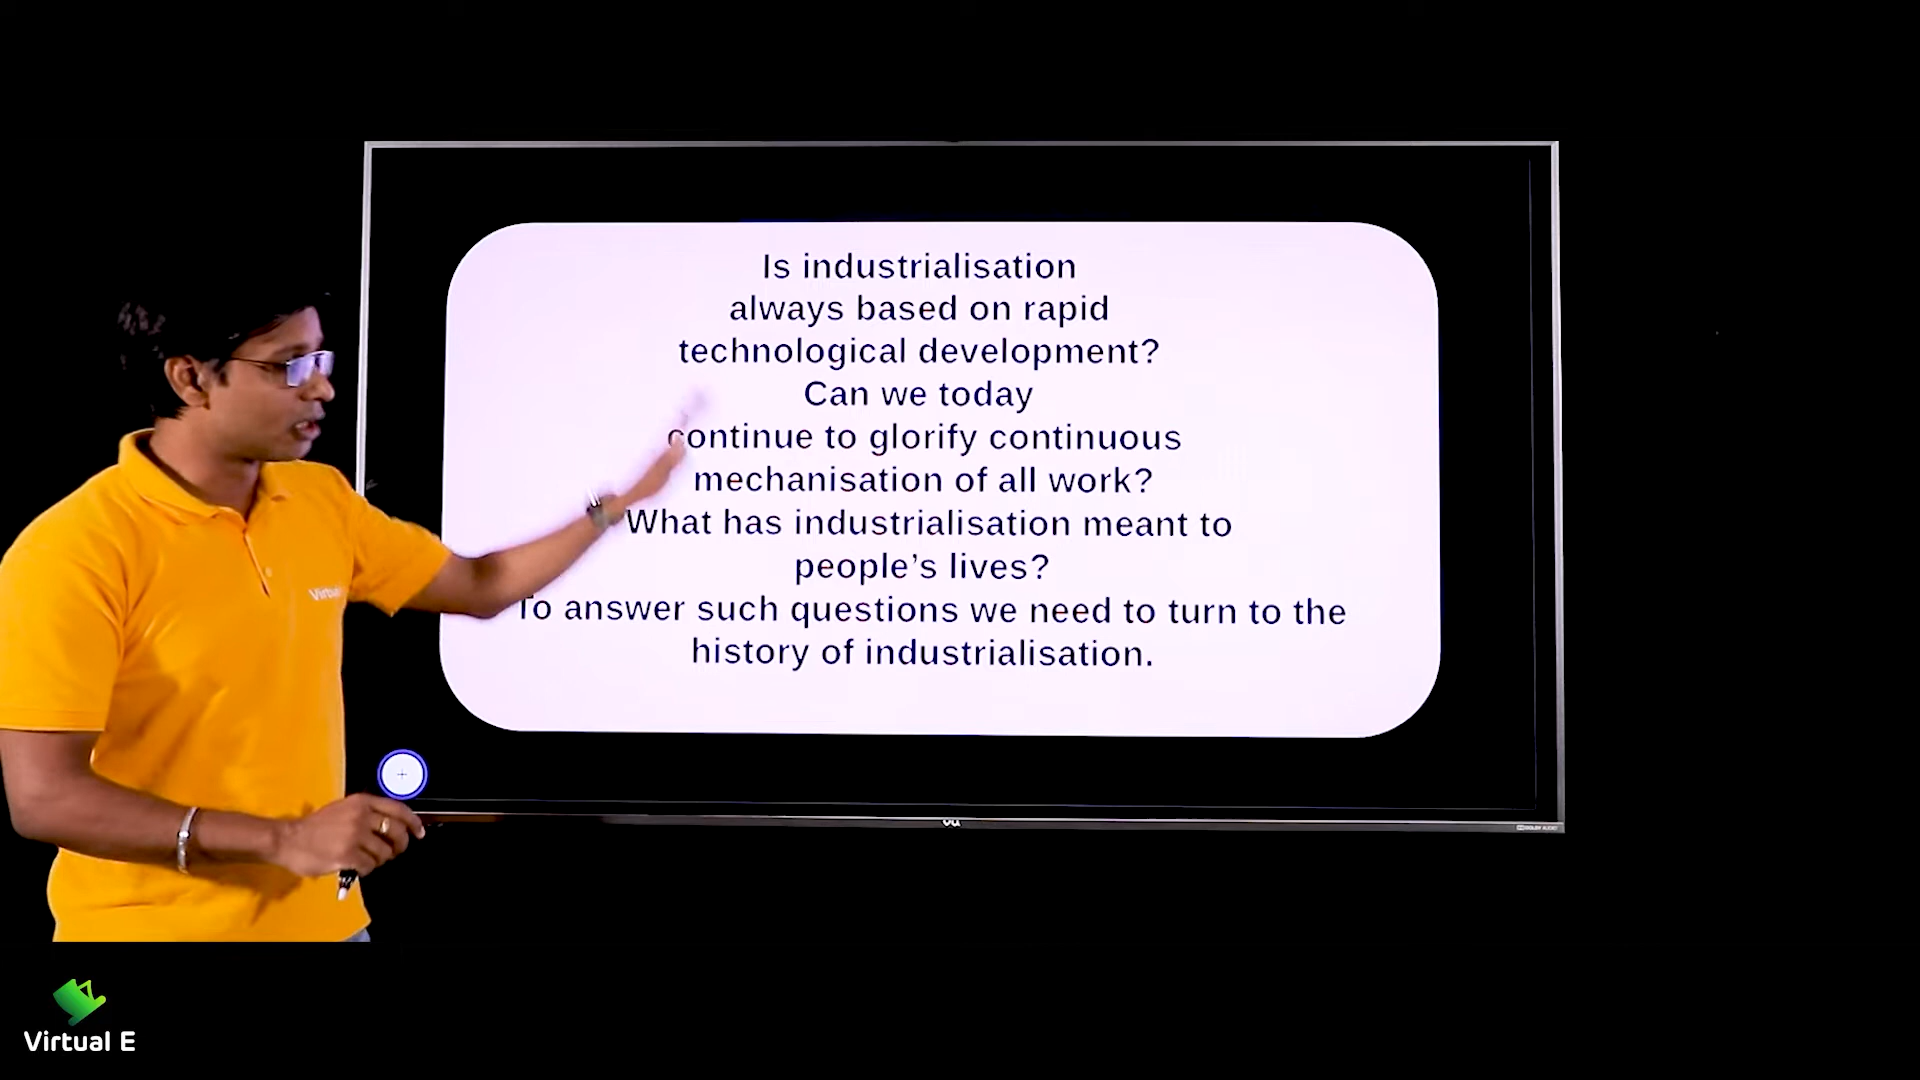 Is industrialisation
always based on rapid
technological development?
Can we today
continue to glorify continuous
mechanisation of all work?
What has industrialisation meant to
people’s lives?
To answer such questions we need to turn to the
history of industrialisation.
Virtual E